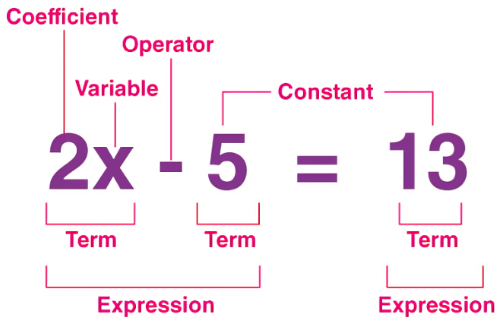 Coefficient
Operator
Variable
Constant
2x - 5 = 13
Term Term Term
Expression Expression